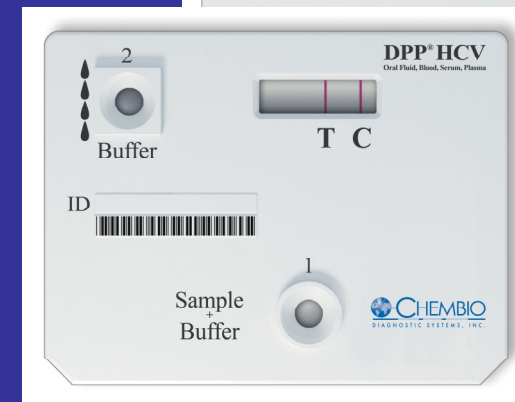 2
Buffer
DPP® HCV
Oral Fluid, Blood, Serum, Plasma
T C
ID
1
Sample
+
Buffer
CHEMBIO
DIAGNOSTIC SYSTEMS, INC.